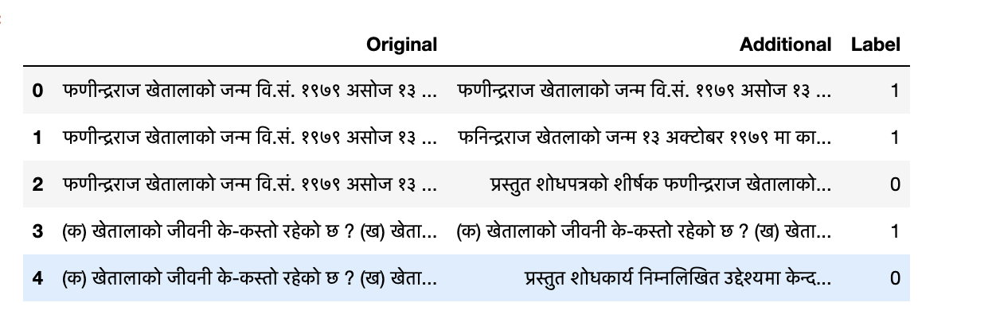 Original Additional Label
0 फणीन्द्रराज खेतालाको जन्म वि.सं. १९७९ असोज १३ ... फणीन्द्रराज खेतालाको जन्म वि.सं. १९७९ असोज १३ ... 1
1 फणीन्द्रराज खेतालाको जन्म वि.सं. १९७९ असोज १३ ... फनिन्द्रराज खेतलाको जन्म १३ अक्टोबर १९७९ मा का... 1
2 फणीन्द्रराज खेतालाको जन्म वि.सं. १९७९ असोज १३ ... प्रस्तुत शोधपत्रको शीर्षक फणीन्द्रराज खेतालाको... 0
3 (क) खेतालाको जीवनी के-कस्तो रहेको छ ? (ख) खेता... (क) खेतालाको जीवनी के-कस्तो रहेको छ ? (ख) खेता... 1
4 (क) खेतालाको जीवनी के-कस्तो रहेको छ ? (ख) खेता... प्रस्तुत शोधकार्य निम्नलिखित उद्देश्यमा केन्द... 0